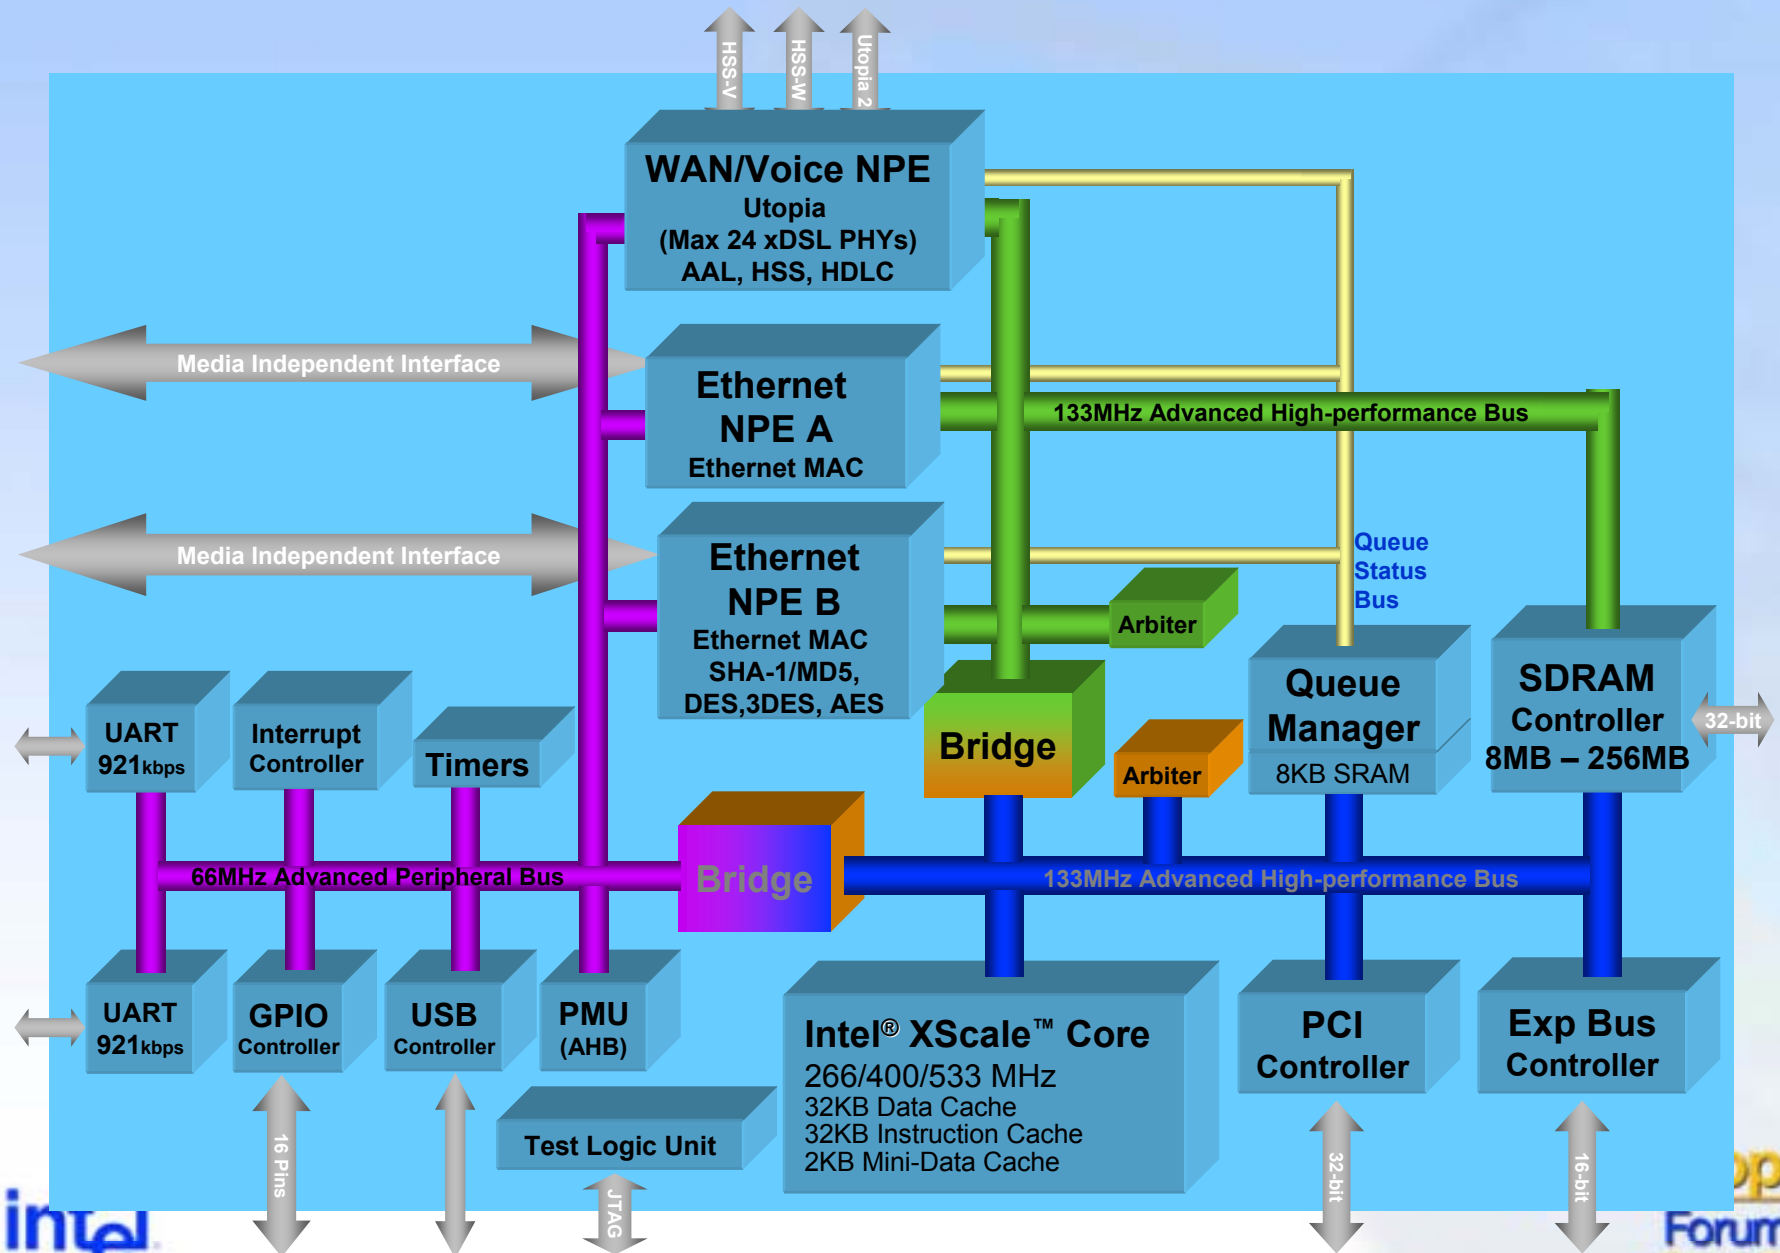 HSS-V
HSS-W
Utopia 2
WAN/Voice NPE
Utopia
(Max 24 xDSL PHYs)
AAL, HSS, HDLC
Media Independent Interface
Ethernet
NPE A
Ethernet MAC
133MHz Advanced High-performance Bus
Media Independent Interface
Ethernet
NPE B
Ethernet MAC
SHA-1/MD5,
DES,3DES, AES
Queue
Status
Bus
Arbiter
UART
921kbps
Interrupt
Controller
Timers
Bridge
Arbiter
Queue
Manager
8KB SRAM
SDRAM
Controller
8MB – 256MB
32-bit
66MHz Advanced Peripheral Bus
Bridge
133MHz Advanced High-performance Bus
UART
921kbps
GPIO
Controller
USB
Controller
PMU
(AHB)
Intel® XScale™ Core
266/400/533 MHz
32KB Data Cache
32KB Instruction Cache
2KB Mini-Data Cache
PCI
Controller
Exp Bus
Controller
Test Logic Unit
16 Pins
JTAG
32-bit
16-bit
intel
Forum